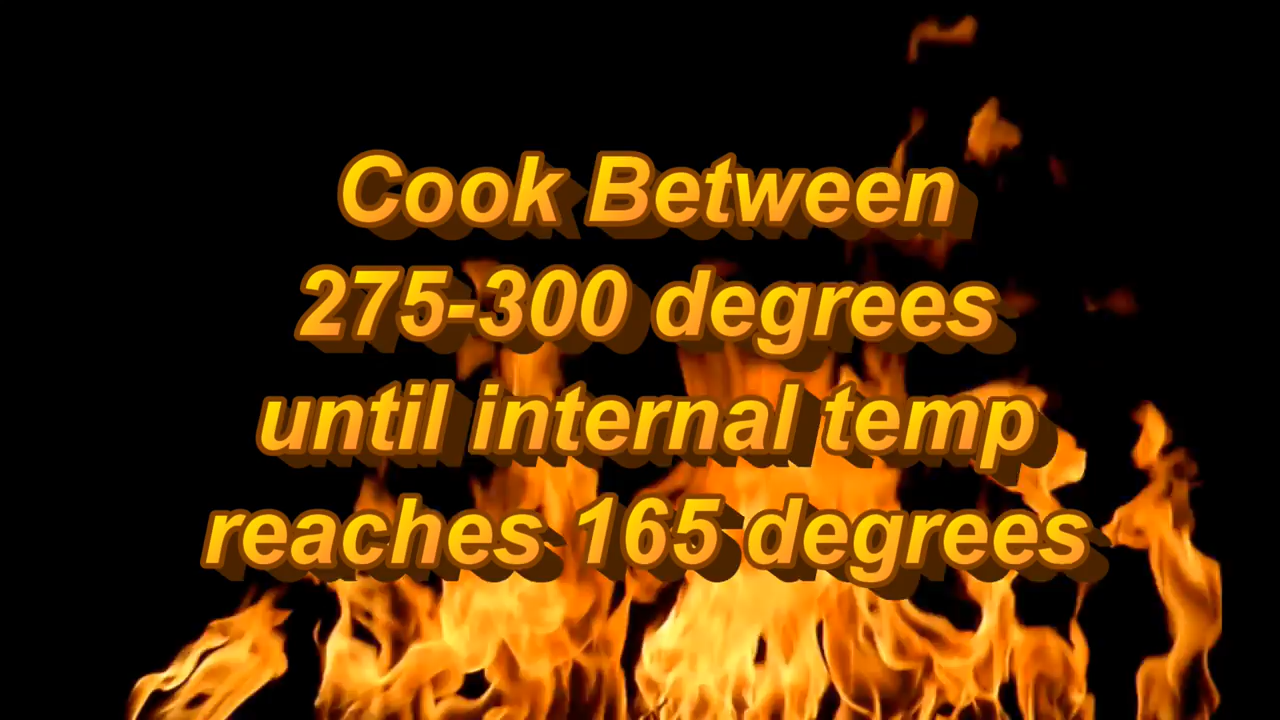 Cook Between
275-300 degrees
until internal temp
reaches 165 degrees